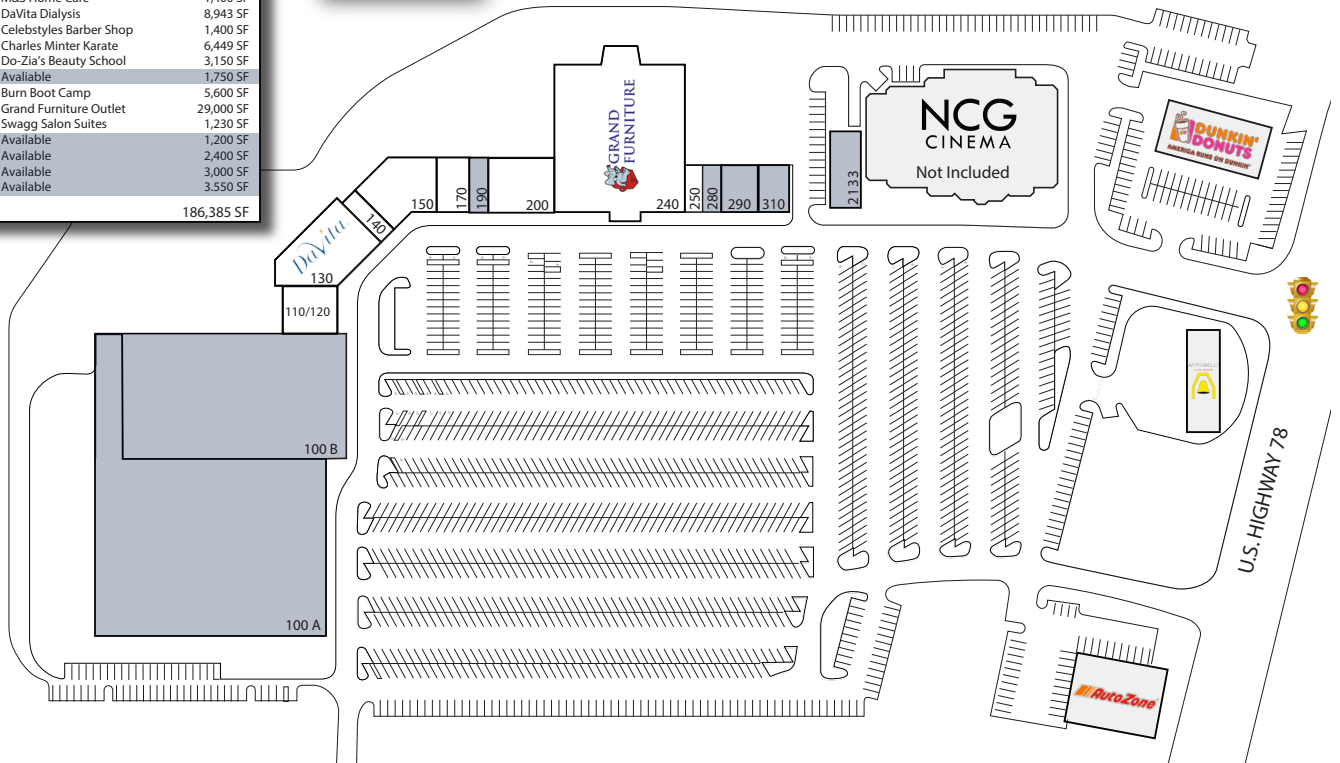 DaVita Dialysis 8,943 SF
Celebstyles Barber Shop 1,400 SF
Charles Minter Karate 6,449 SF
Do-Zia's Beauty School 3,150 SF
Avaliable 1,750 SF
Burn Boot Camp 5,600 SF
Grand Furniture Outlet 29,000 SF
Swagg Salon Suites 1,230 SF
Available 1,200 SF
Available 2,400 SF
Available 3,000 SF
Available 3.550 SF
186,385 SF
GRAND
FURNITURE
NCG
CINEMA
Not Included
2133
DUNKIN'
DONUTS
AMERICA RUNS ON DUNKIN'
150
170
190
200
240
250
280
290
310
140
DaVita
130
110/120
100 B
100 A
AUTOBELL
U.S. HIGHWAY 78
AutoZone